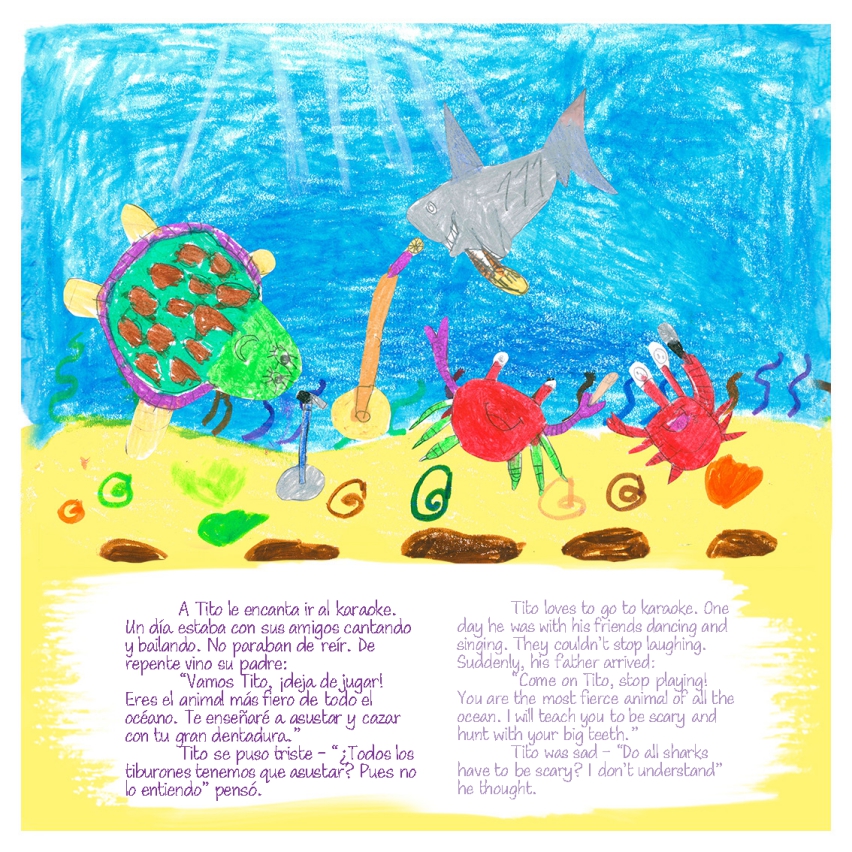 A Tito le encanta ir al karaoke.
Un día estaba con sus amigos cantando
y bailando. No paraban de reír. De
repente vino su padre:
“Vamos Tito, ¡deja de jugar!
Eres el animal más fiero de todo el
océano. Te enseñaré a asustar y cazar
con tu gran dentadura.”
Tito se puso triste - “¿Todos los
tiburones tenemos que asustar? Pues no
lo entiendo” pensó.
Tito loves to go to karaoke. One
day he was with his friends dancing and
singing. They couldn’t stop laughing.
Suddenly, his father arrived:
“Come on Tito, stop playing!
You are the most fierce animal of all the
ocean. I will teach you to be scary and
hunt with your big teeth.”
Tito was sad - “Do all sharks
have to be scary? I don’t understand”
he thought.